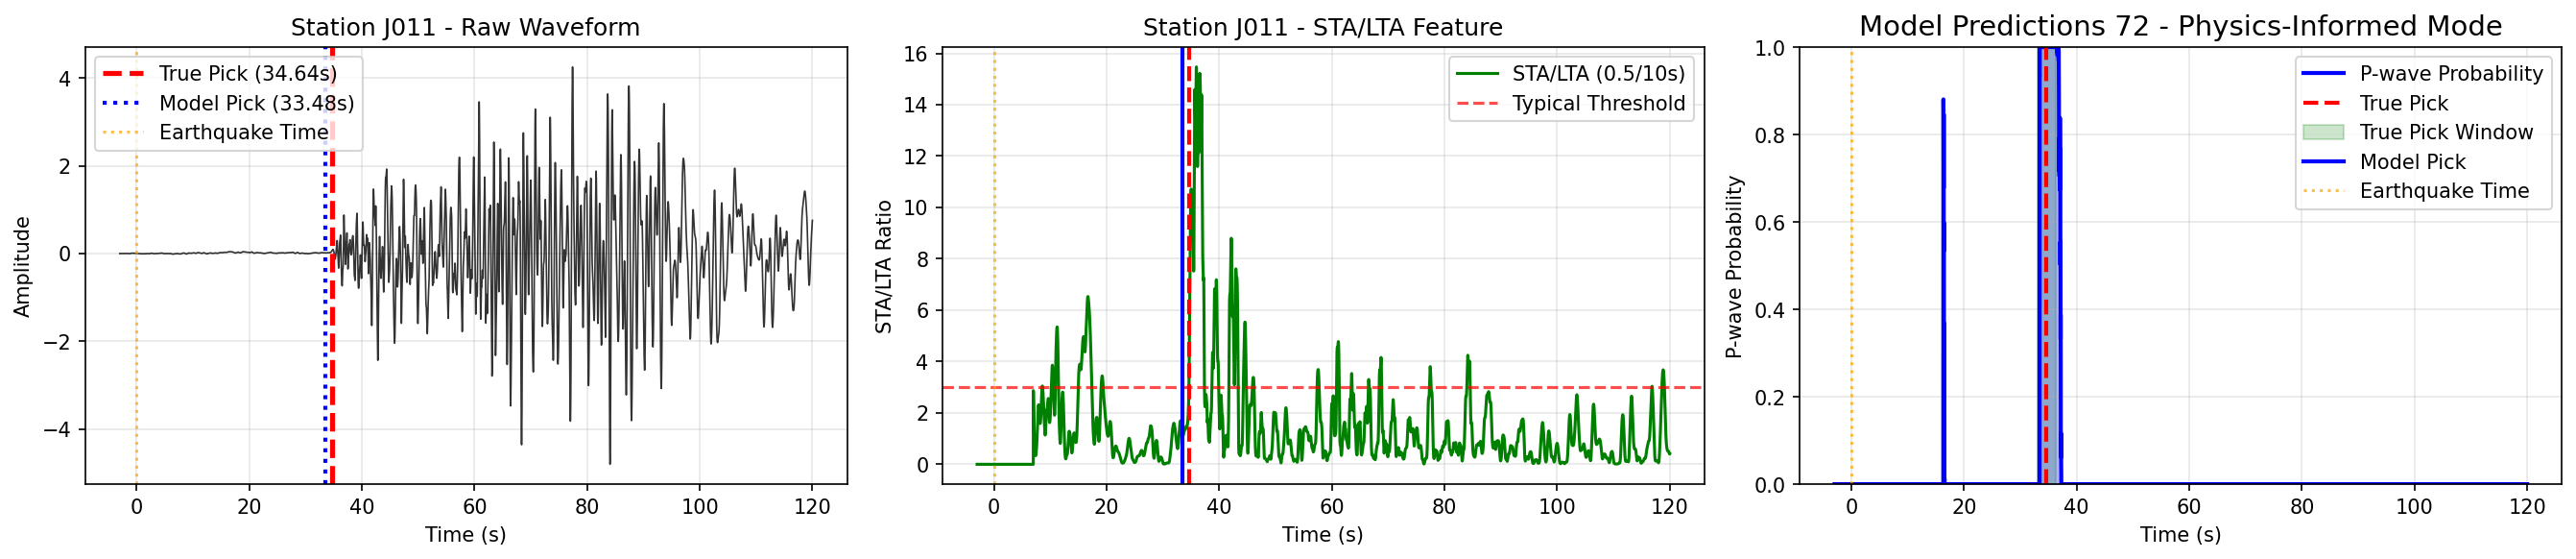 Station J011 - Raw Waveform
True Pick (34.64s)
Model Pick (33.48s)
Earthquake Time
Amplitude
4
2
0
−2
−4
0 20 40 60 80 100 120
Time (s)
Station J011 - STA/LTA Feature
STA/LTA (0.5/10s)
Typical Threshold
STA/LTA Ratio
16
14
12
10
8
6
4
2
0
0 20 40 60 80 100 120
Time (s)
Model Predictions 72 - Physics-Informed Mode
P-wave Probability
True Pick
True Pick Window
Model Pick
Earthquake Time
P-wave Probability
1.0
0.8
0.6
0.4
0.2
0.0
0 20 40 60 80 100 120
Time (s)